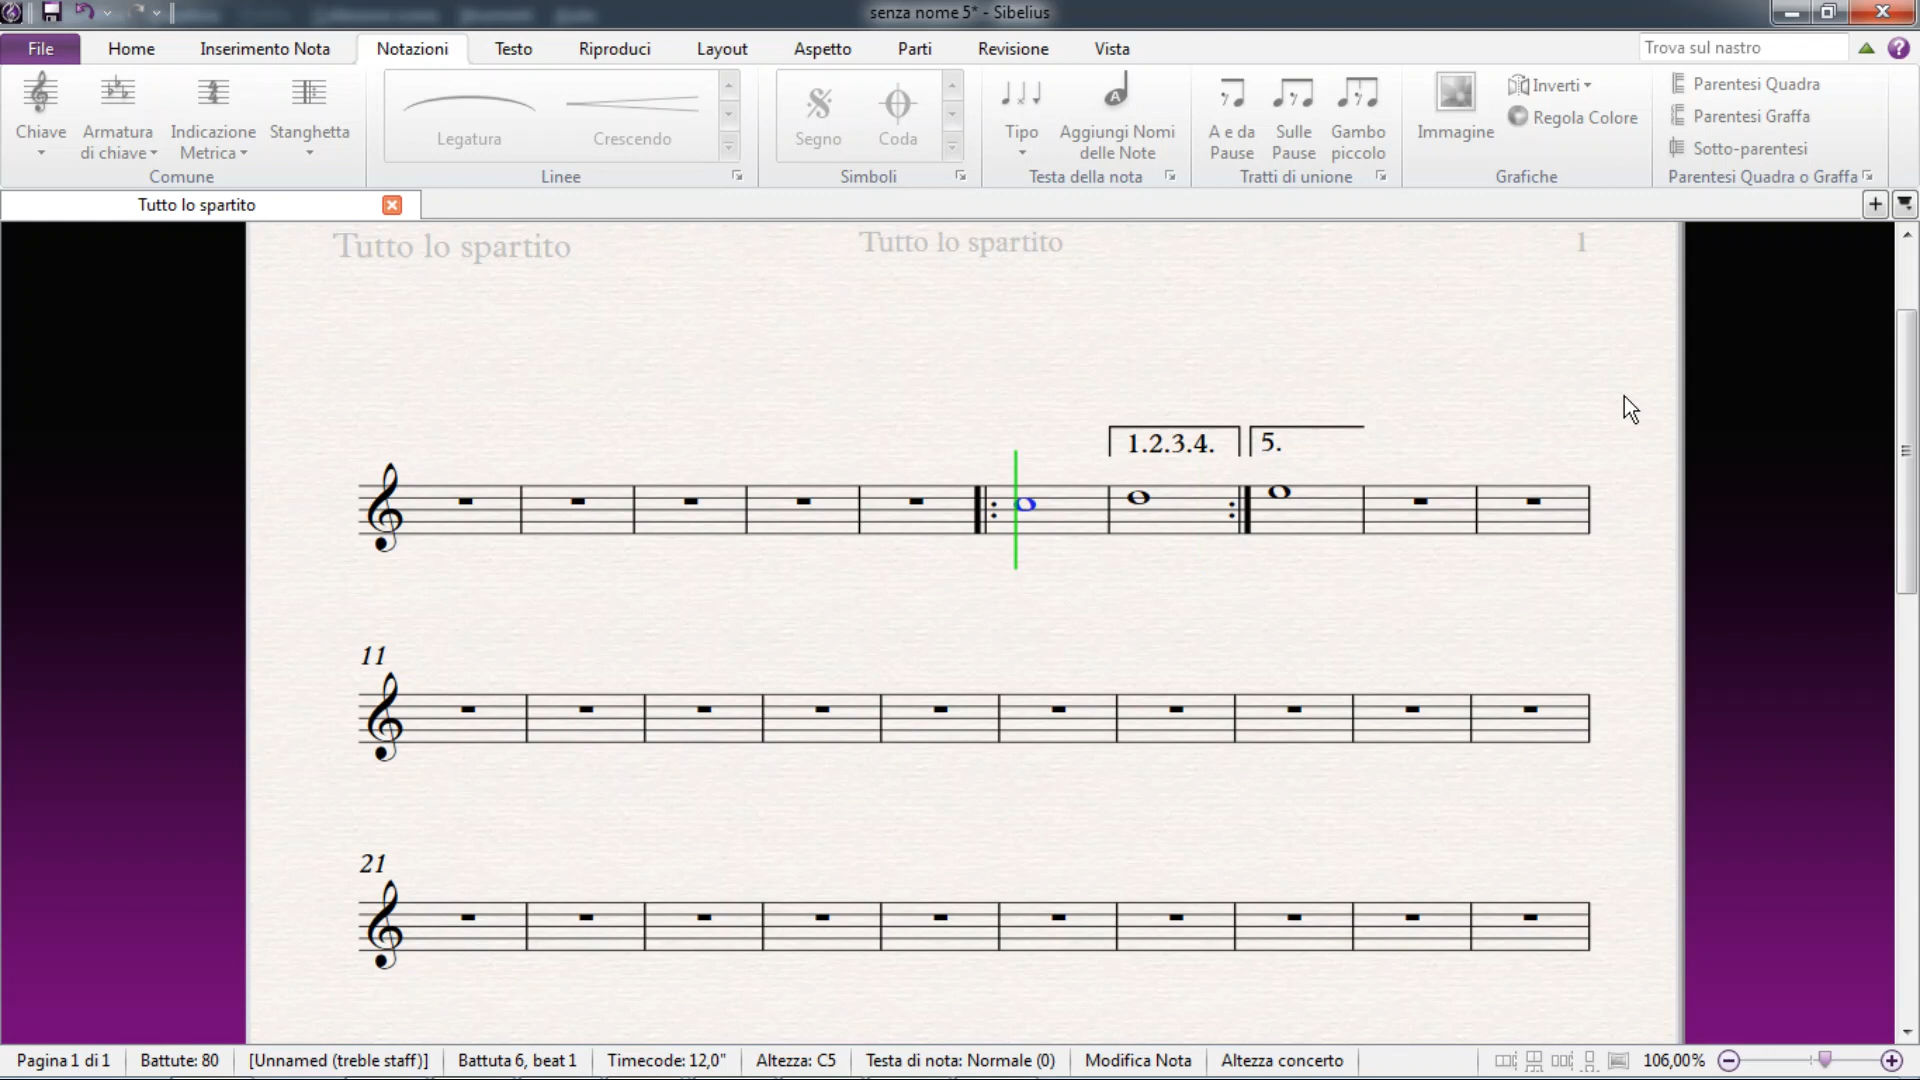 senza nome 5* - Sibelius
File Home Inserimento Nota Notazioni Testo Riproduci Layout Aspetto Parti Revisione Vista Trova sul nastro
Chiave
Armatura di chiave
Indicazione Metrica
Stanghetta
Comune
Legatura
Crescendo
Linee
Segno
Coda
Simboli
Tipo
Aggiungi Nomi delle Note
Testa della nota
A e da Pause
Sulle Pause
Gambo piccolo
Tratti di unione
Immagine
Inverti
Regola Colore
Grafiche
Parentesi Quadra
Parentesi Graffa
Sotto-parentesi
Parentesi Quadra o Graffa
Tutto lo spartito
Tutto lo spartito Tutto lo spartito 1
1.2.3.4. 5.
11
21
Pagina 1 di 1 Battute: 80 [Unnamed (treble staff)] Battuta 6, beat 1 Timecode: 12,0" Altezza: C5 Testa di nota: Normale (0) Modifica Nota Altezza concerto 106,00%